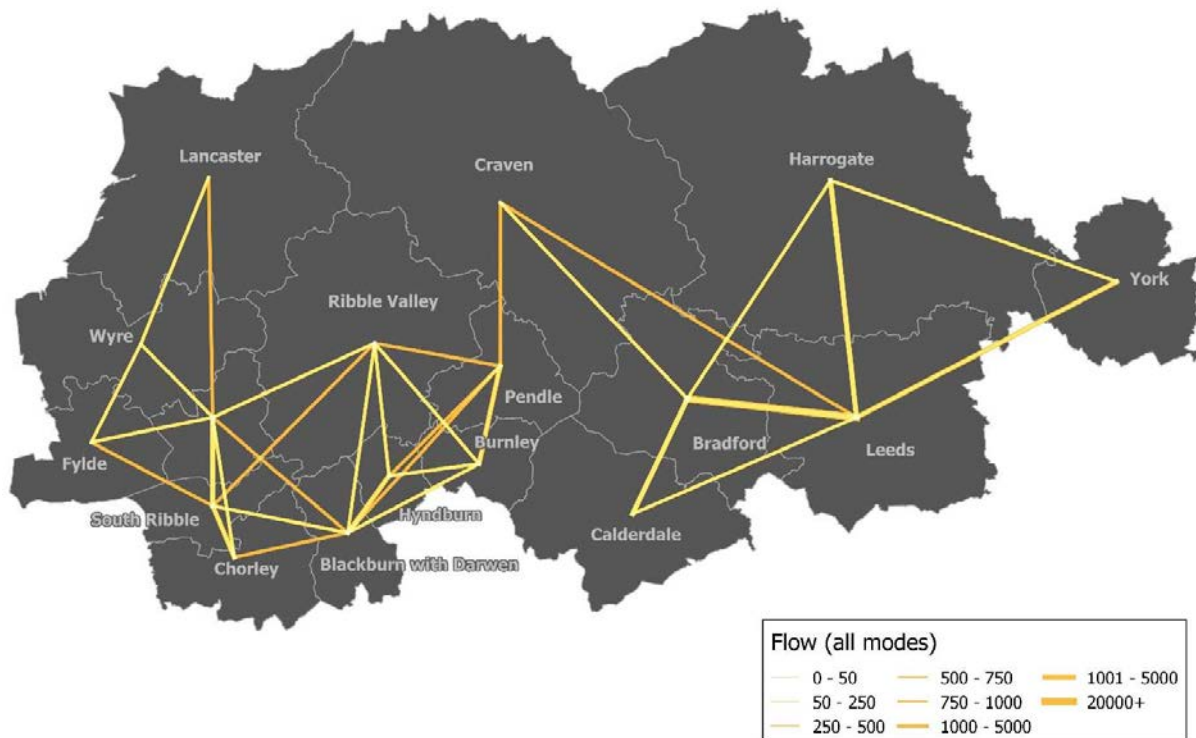 Lancaster
Craven
Harrogate
York
Ribble Valley
Wyre
Pendle
Burnley
Bradford
Leeds
Fylde
South Ribble
Hyndburn
Calderdale
Chorley
Blackburn with Darwen
Flow (all modes)
0 - 50
500 - 750
1001 - 5000
50 - 250
750 - 1000
20000+
250 - 500
1000 - 5000